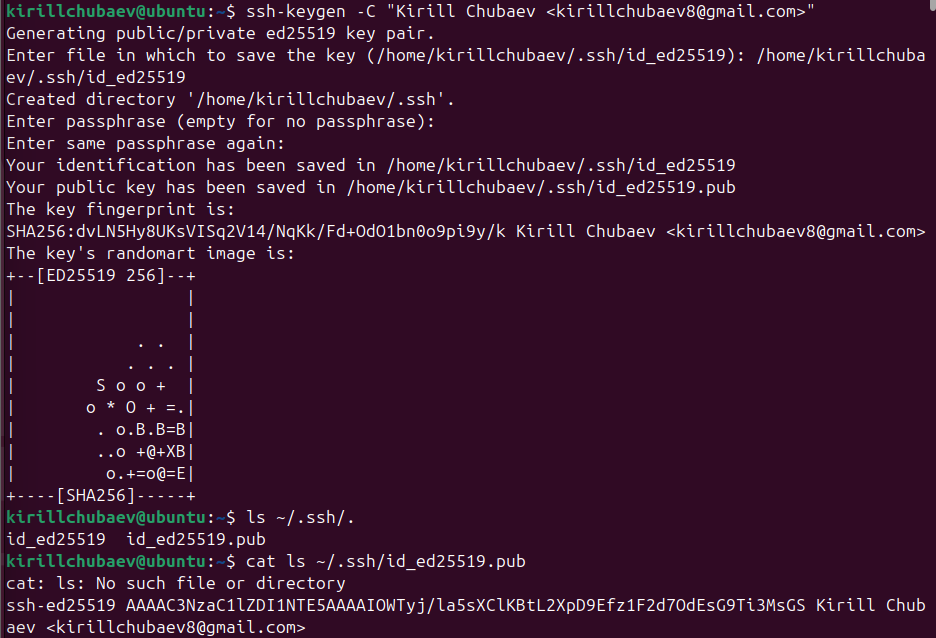 kirillchubaev@ubuntu:~$ ssh-keygen -C "Kirill Chubaev <kirillchubaev8@gmail.com>"
Generating public/private ed25519 key pair.
Enter file in which to save the key (/home/kirillchubaev/.ssh/id_ed25519): /home/kirillchuba
ev/.ssh/id_ed25519
Created directory '/home/kirillchubaev/.ssh'.
Enter passphrase (empty for no passphrase):
Enter same passphrase again:
Your identification has been saved in /home/kirillchubaev/.ssh/id_ed25519
Your public key has been saved in /home/kirillchubaev/.ssh/id_ed25519.pub
The key fingerprint is:
SHA256:dvLN5Hy8UKsVISq2V14/NqKk/Fd+OdO1bn0o9pi9y/k Kirill Chubaev <kirillchubaev8@gmail.com>
The key's randomart image is:
+--[ED25519 256]--+
|                 |
|                 |
|            . .  |
|           . . . |
|        S o o +  |
|       o * O + =.|
|        . o.B.B=B|
|        ..o +@+XB|
|         o.+=o@=E|
+----[SHA256]-----+
kirillchubaev@ubuntu:~$ ls ~/.ssh/.
id_ed25519  id_ed25519.pub
kirillchubaev@ubuntu:~$ cat ls ~/.ssh/id_ed25519.pub
cat: ls: No such file or directory
ssh-ed25519 AAAAC3NzaC1lZDI1NTE5AAAAIOWTyj/la5sXClKBtL2XpD9Efz1F2d7OdEsG9Ti3MsGS Kirill Chub
aev <kirillchubaev8@gmail.com>